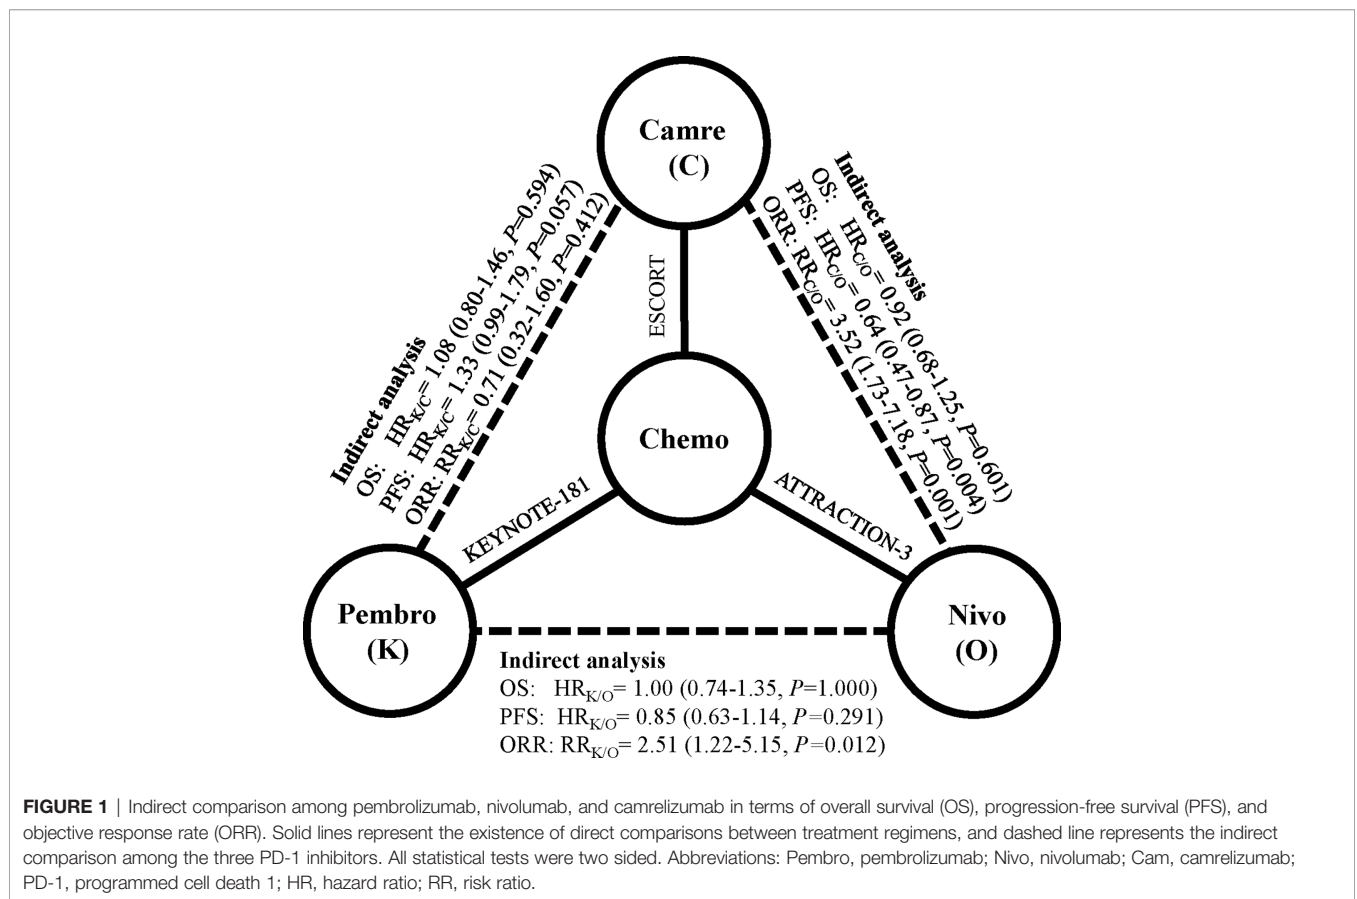 Camre
(C)
Indirect analysis
OS: HRK/C= 1.08 (0.80-1.46, P=0.594)
PFS: HRK/C= 1.33 (0.99-1.79, P=0.057)
ORR: RRK/C= 0.71 (0.32-1.60, P=0.412)
Indirect analysis
OS: HRC/O= 0.92 (0.68-1.25, P=0.601)
PFS: HRC/O= 0.64 (0.47-0.87, P=0.004)
ORR: RRC/O= 3.52 (1.73-7.18, P=0.001)
ESCORT
Chemo
KEYNOTE-181
ATTRACTION-3
Pembro
(K)
Nivo
(O)
Indirect analysis
OS: HRK/O= 1.00 (0.74-1.35, P=1.000)
PFS: HRK/O= 0.85 (0.63-1.14, P=0.291)
ORR: RRK/O= 2.51 (1.22-5.15, P=0.012)
FIGURE 1 | Indirect comparison among pembrolizumab, nivolumab, and camrelizumab in terms of overall survival (OS), progression-free survival (PFS), and
objective response rate (ORR). Solid lines represent the existence of direct comparisons between treatment regimens, and dashed line represents the indirect
comparison among the three PD-1 inhibitors. All statistical tests were two sided. Abbreviations: Pembro, pembrolizumab; Nivo, nivolumab; Cam, camrelizumab;
PD-1, programmed cell death 1; HR, hazard ratio; RR, risk ratio.